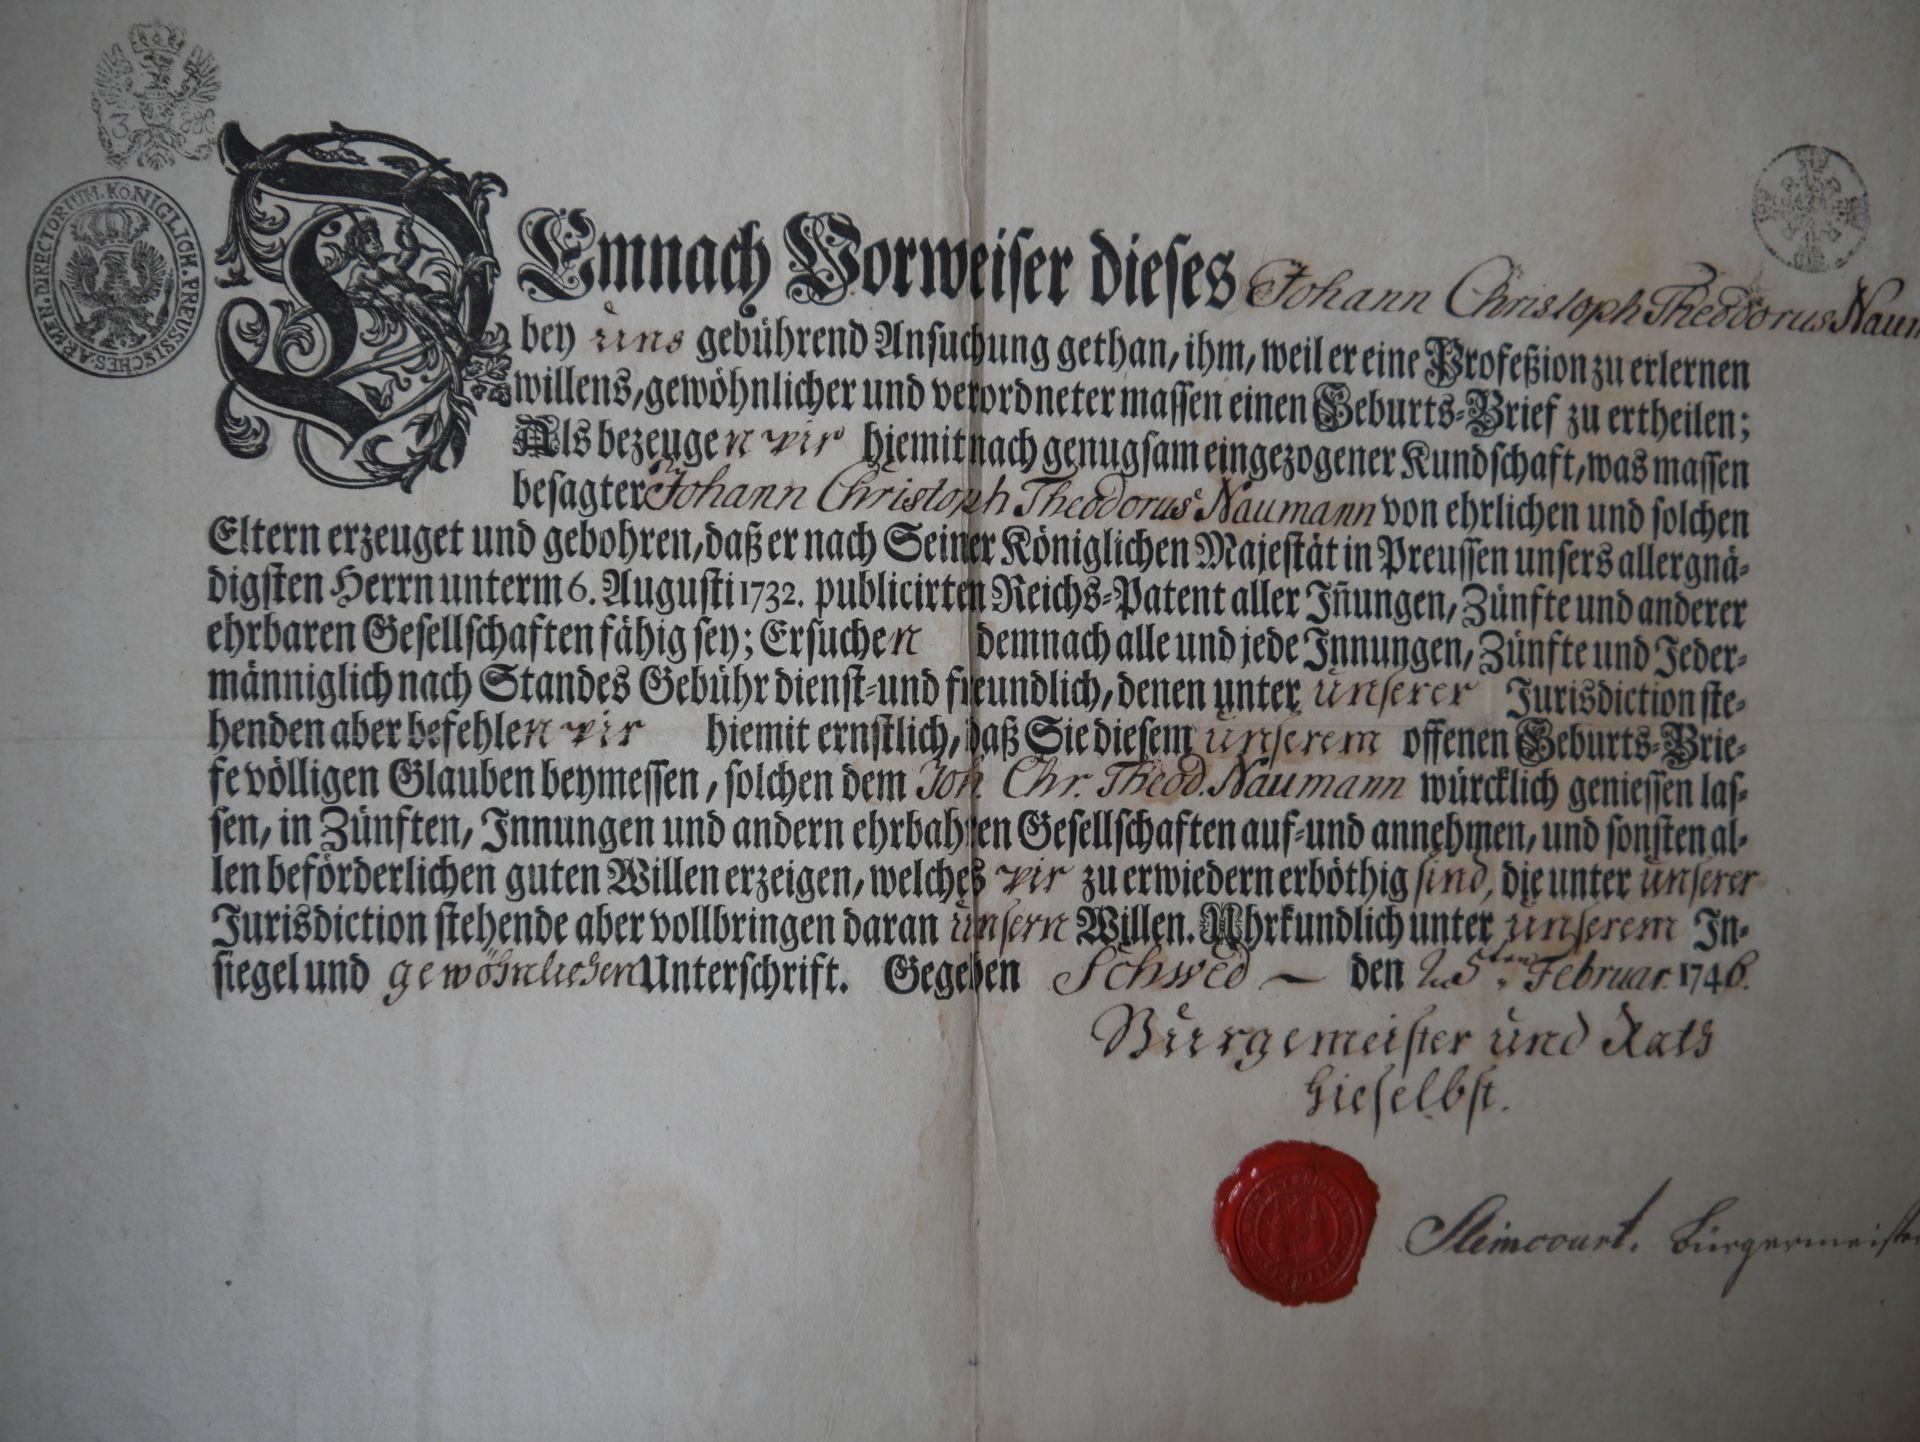 3
KÖNIGLICH. PREUSSISCHES. ARMEN. DIRECTORIUM.
DEmnach Vorweiser dieses Johann Christoph Theodorus Naum
bey uns gebührend Ansuchung gethan, ihm, weil er eine Profeßion zu erlernen
willens, gewöhnlicher und verordneter massen einen Geburts-Brief zu ertheilen;
Als bezeugen wir hiemit nach genugsam eingezogener Kundschaft, was massen
besagter Johann Christoph Theodorus Naumann von ehrlichen und solchen
Eltern erzeuget und gebohren, daß er nach Seiner Königlichen Majestät in Preussen unsers allergnä-
digsten Herrn unterm 6. Augusti 1732. publicirten Reichs-Patent aller Iñungen, Zünfte und anderer
ehrbaren Gesellschaften fähig sey; Ersuchen demnach alle und jede Innungen, Zünfte und Jeder-
männiglich nach Standes Gebühr dienst-und freundlich, denen unter unserer Jurisdiction ste-
henden aber befehlen wir hiemit ernstlich, daß Sie diesem unserem offenen Geburts-Brie-
fe völligen Glauben beymessen, solchen dem Joh. Chr. Theod. Naumann würcklich geniessen las-
sen, in Zünften, Innungen und andern ehrbahren Gesellschaften auf-und annehmen, und sonsten al-
len beförderlichen guten Willen erzeigen, welches wir zu erwiedern erböthig sind, die unter unserer
Jurisdiction stehende aber vollbringen daran unsern Willen. Uhrkundlich unter unserem In-
siegel und gewöhnlichen Unterschrift. Gegeben Schwed – den 25ten Februar. 1746.
Burgemeister und Rath
hieselbst.
Bürgermeister